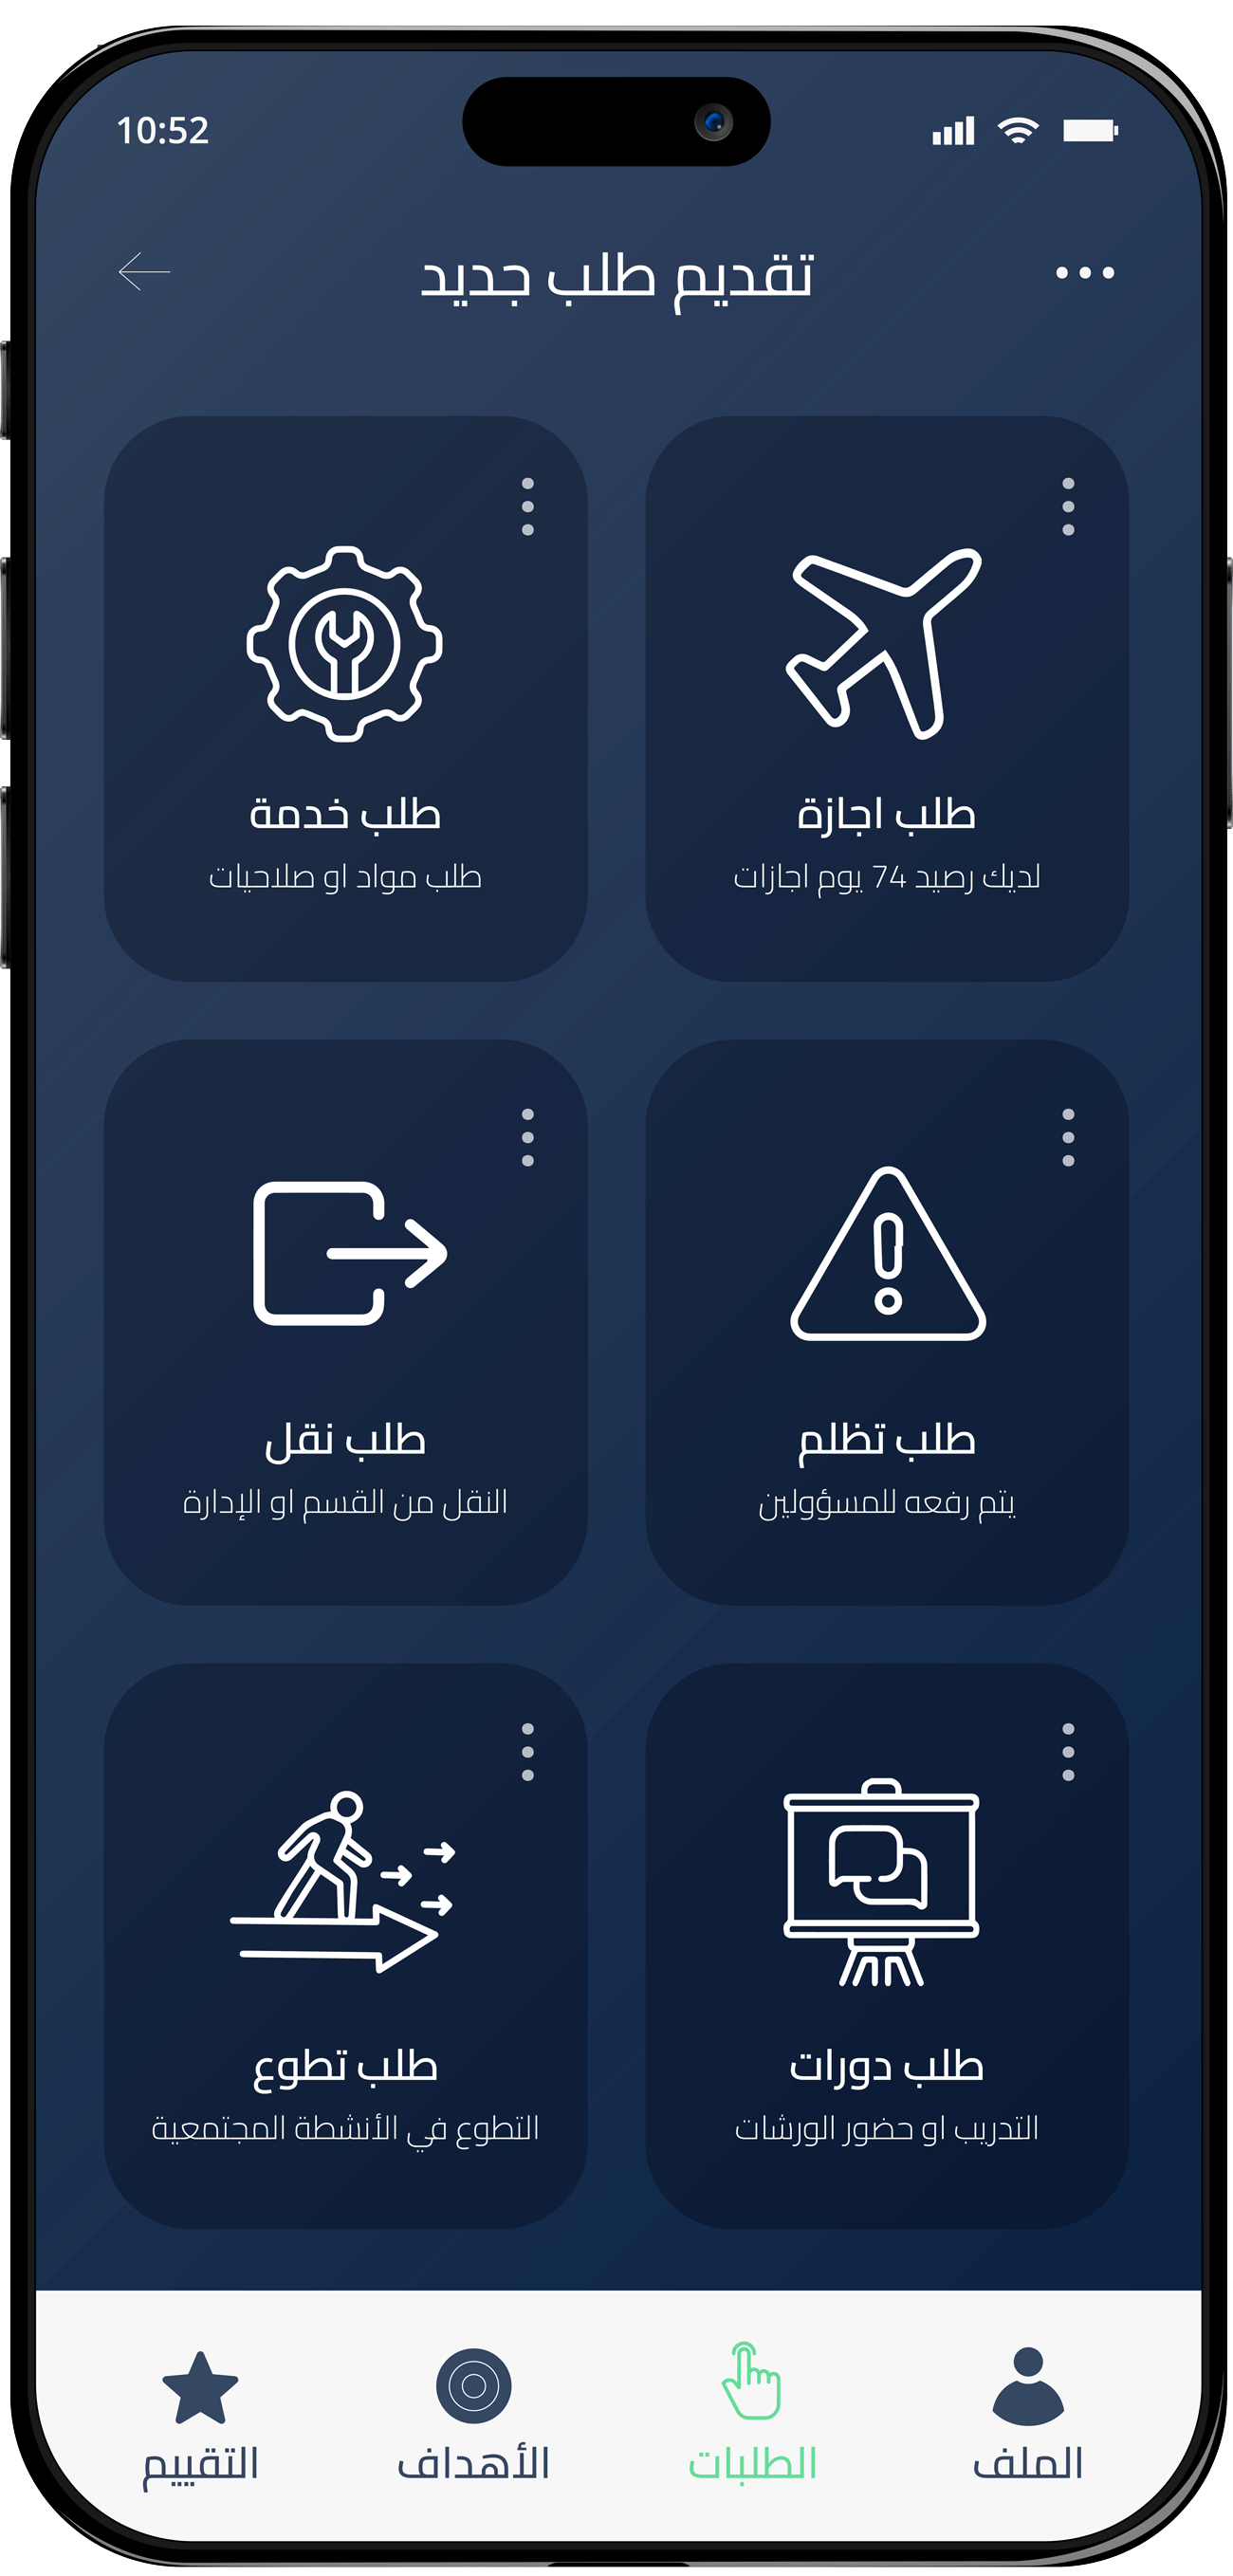 10:52
تقديم طلب جديد
طلب اجازة
لديك رصيد 74 يوم اجازات
طلب خدمة
طلب مواد او صلاحيات
طلب تظلم
يتم رفعه للمسؤولين
طلب نقل
النقل من القسم او الإدارة
طلب دورات
التدريب او حضور الورشات
طلب تطوع
التطوع في الأنشطة المجتمعية
الملف
الطلبات
الأهداف
التقييم